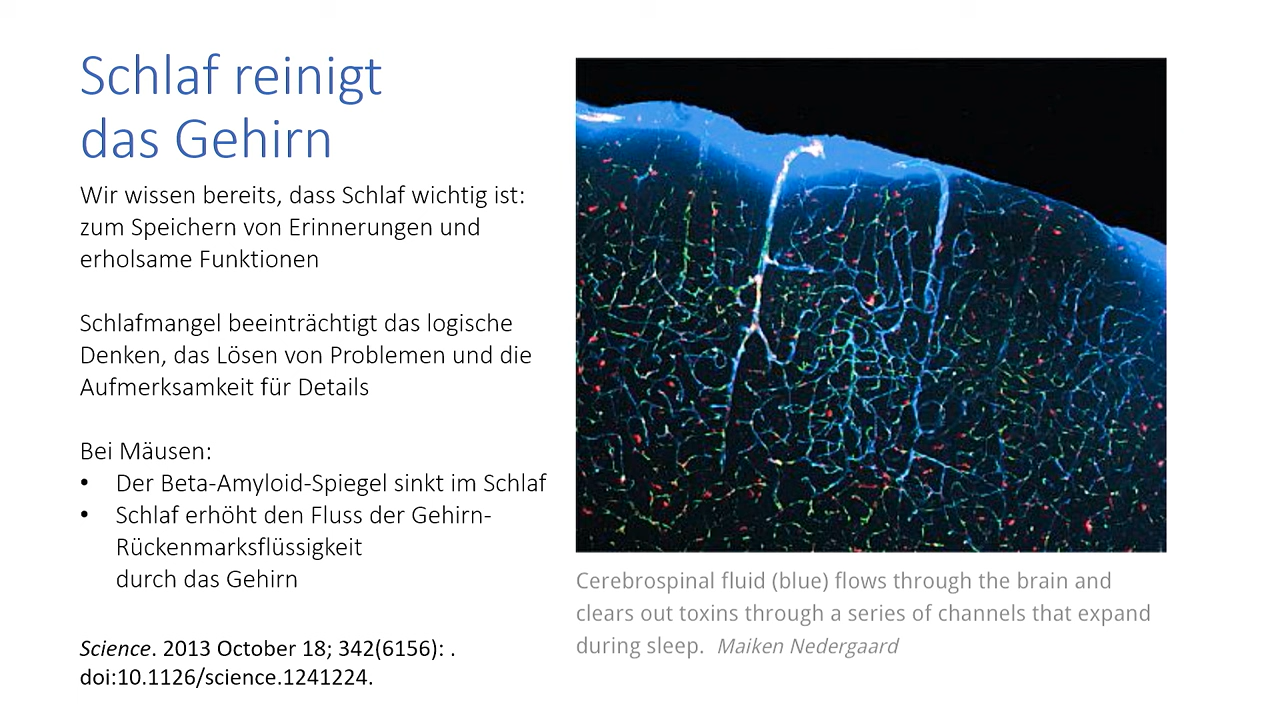 Schlaf reinigt
das Gehirn
Wir wissen bereits, dass Schlaf wichtig ist:
zum Speichern von Erinnerungen und
erholsame Funktionen
Schlafmangel beeinträchtigt das logische
Denken, das Lösen von Problemen und die
Aufmerksamkeit für Details
Bei Mäusen:
• Der Beta-Amyloid-Spiegel sinkt im Schlaf
• Schlaf erhöht den Fluss der Gehirn-
Rückenmarksflüssigkeit
durch das Gehirn
Science. 2013 October 18; 342(6156): .
doi:10.1126/science.1241224.
Cerebrospinal fluid (blue) flows through the brain and
clears out toxins through a series of channels that expand
during sleep. Maiken Nedergaard